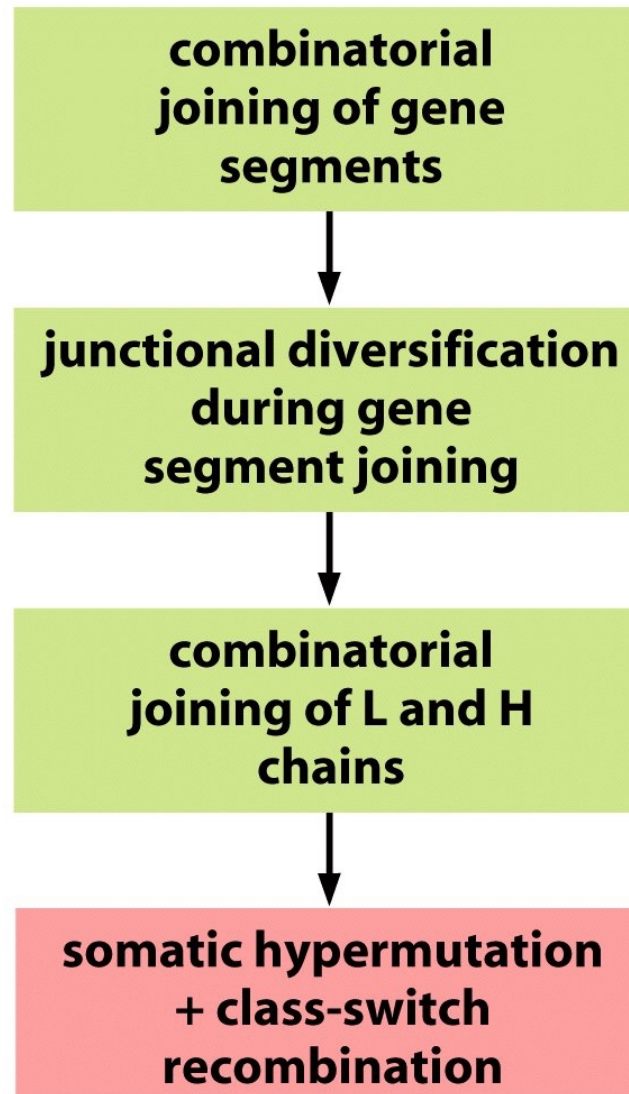 combinatorial
joining of gene
segments
junctional diversification
during gene
segment joining
combinatorial
joining of L and H
chains
somatic hypermutation
+ class-switch
recombination